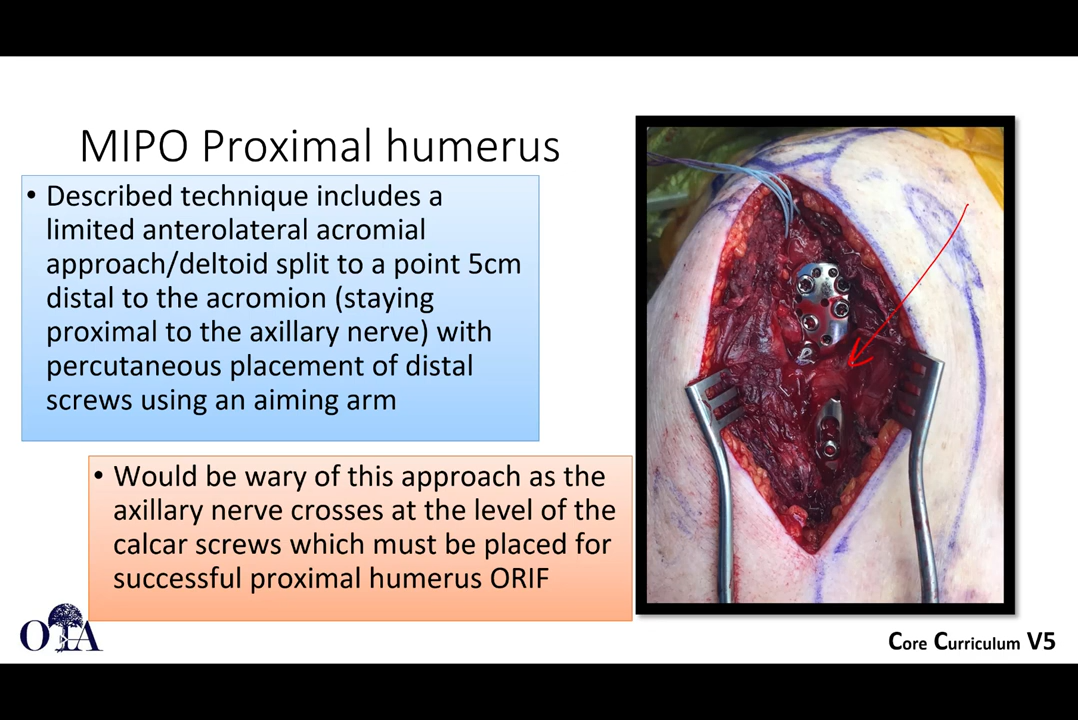 MIPO Proximal humerus
• Described technique includes a
limited anterolateral acromial
approach/deltoid split to a point 5cm
distal to the acromion (staying
proximal to the axillary nerve) with
percutaneous placement of distal
screws using an aiming arm
• Would be wary of this approach as the
axillary nerve crosses at the level of the
calcar screws which must be placed for
successful proximal humerus ORIF
OTA
Core Curriculum V5